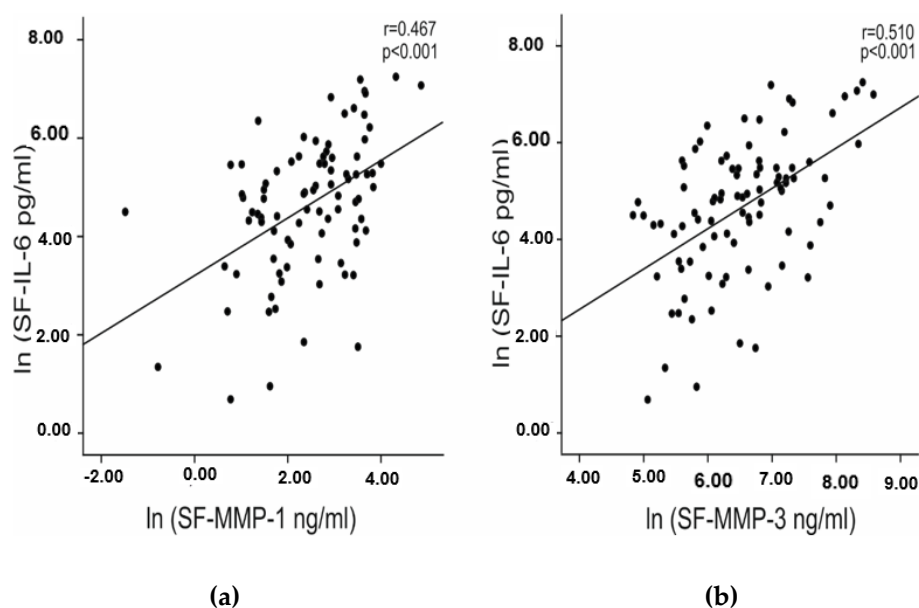 r=0.467
p<0.001
8.00
6.00
4.00
2.00
0.00
ln (SF-IL-6 pg/ml)
-2.00 0.00 2.00 4.00
ln (SF-MMP-1 ng/ml)
(a)
r=0.510
p<0.001
8.00
6.00
4.00
2.00
0.00
ln (SF-IL-6 pg/ml)
4.00 5.00 6.00 7.00 8.00 9.00
ln (SF-MMP-3 ng/ml)
(b)